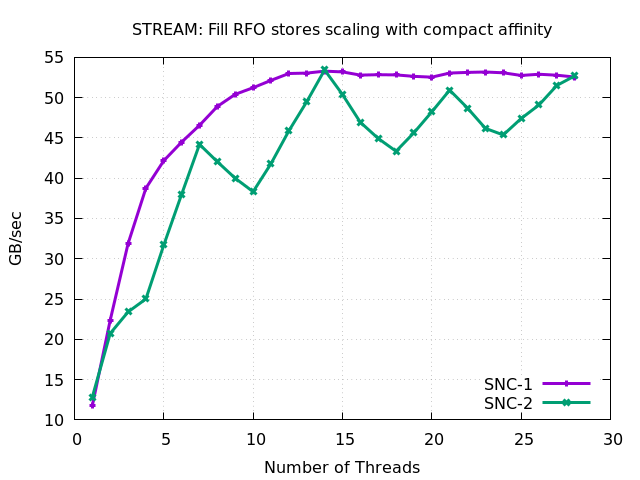 STREAM: Fill RFO stores scaling with compact affinity
55
50
45
40
35
30
25
20
15
10
GB/sec
0 5 10 15 20 25 30
Number of Threads
SNC-1
SNC-2